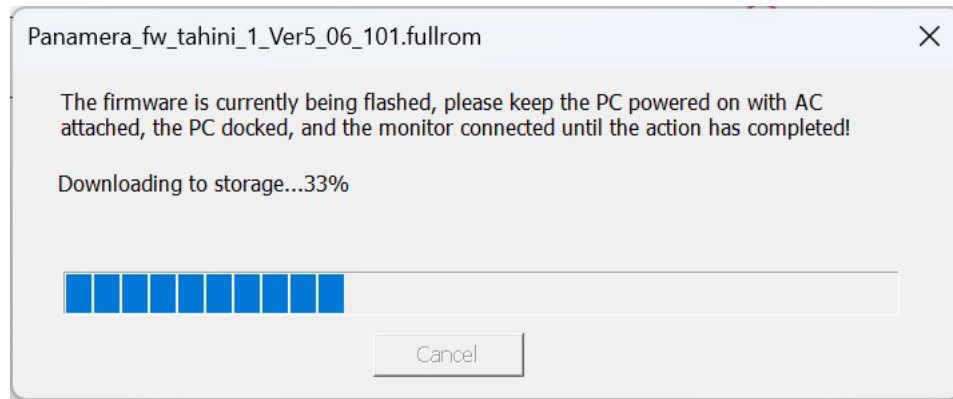 Panamera_fw_tahini_1_Ver5_06_101.fullrom
The firmware is currently being flashed, please keep the PC powered on with AC
attached, the PC docked, and the monitor connected until the action has completed!
Downloading to storage...33%
Cancel